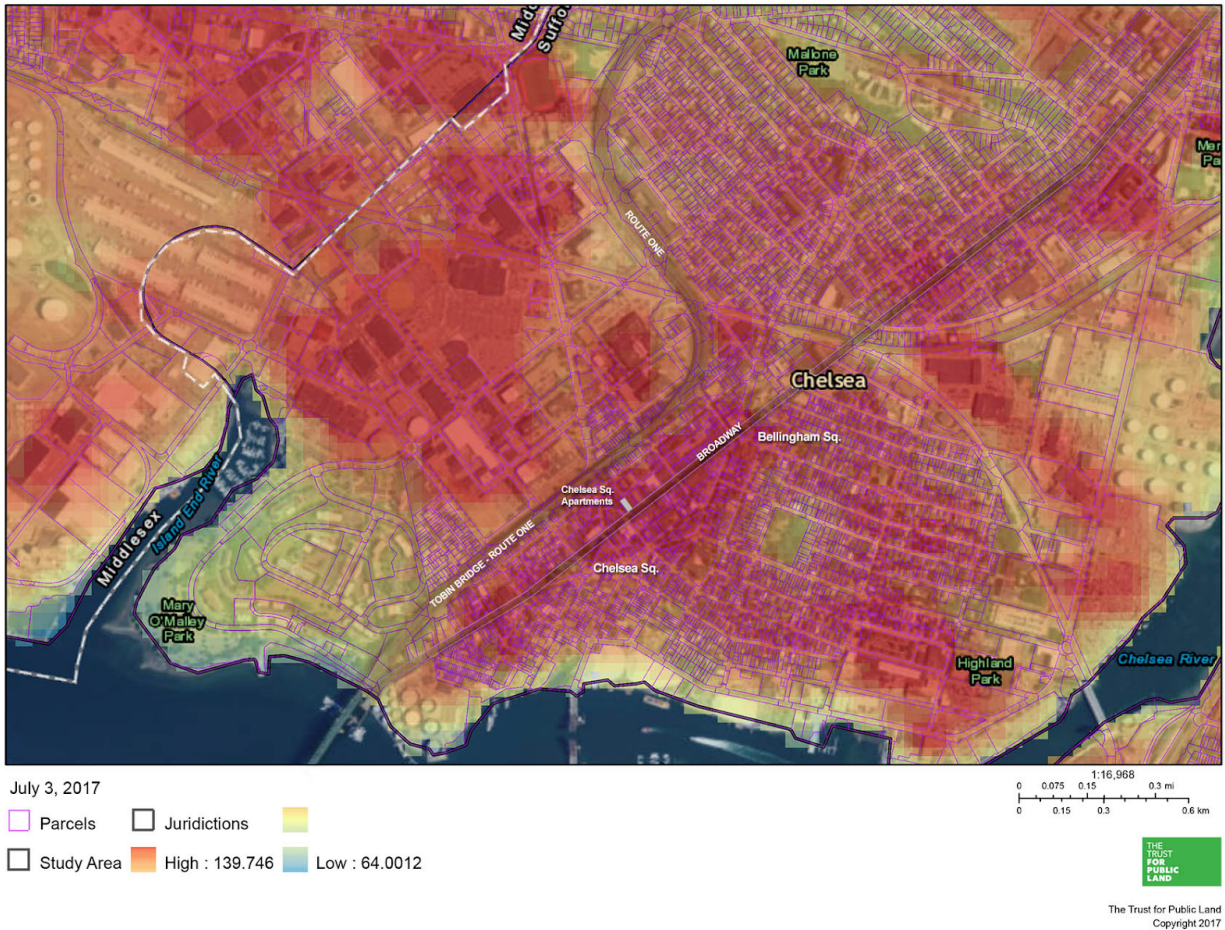 Midd
Suffo
Mallone
Park
Mer
Pa
ROUTE ONE
Chelsea
BROADWAY
Bellingham Sq.
Chelsea Sq.
Apartments
Island End River
Middlesex
TOBIN BRIDGE - ROUTE ONE
Chelsea Sq.
Mary
O'Malley
Park
Highland
Park
Chelsea River
July 3, 2017
Parcels
Juridictions
Study Area
High : 139.746
Low : 64.0012
1:16,968
0 0.075 0.15 0.3 mi
0 0.15 0.3 0.6 km
THE
TRUST
FOR
PUBLIC
LAND
The Trust for Public Land
Copyright 2017